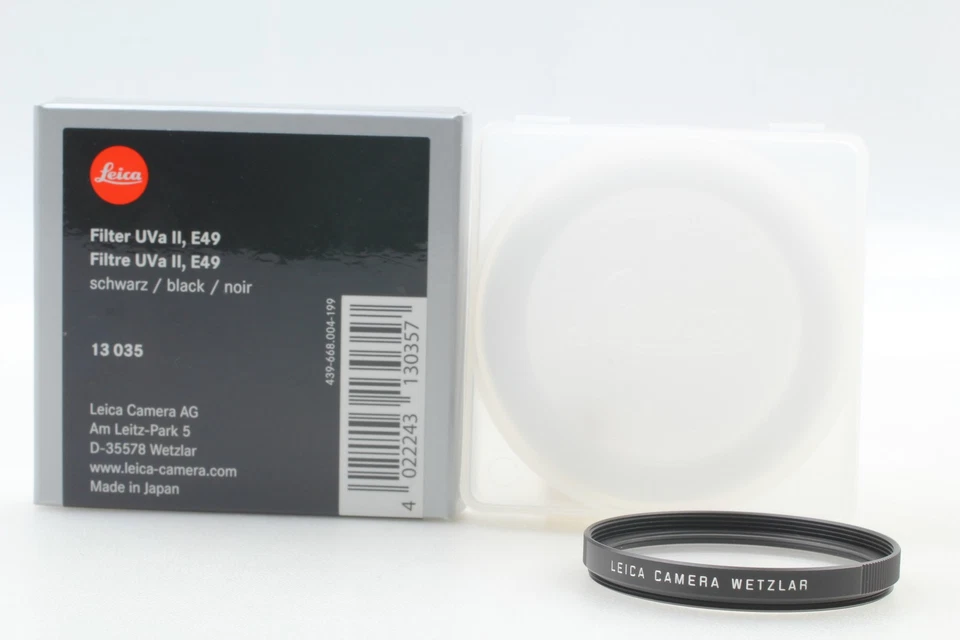 Leica
Filter UVa II, E49
Filtre UVa II, E49
schwarz / black / noir
13 035
Leica Camera AG
Am Leitz-Park 5
D-35578 Wetzlar
www.leica-camera.com
Made in Japan
439-668.004-199
4 022243 130357
LEICA CAMERA WETZLAR